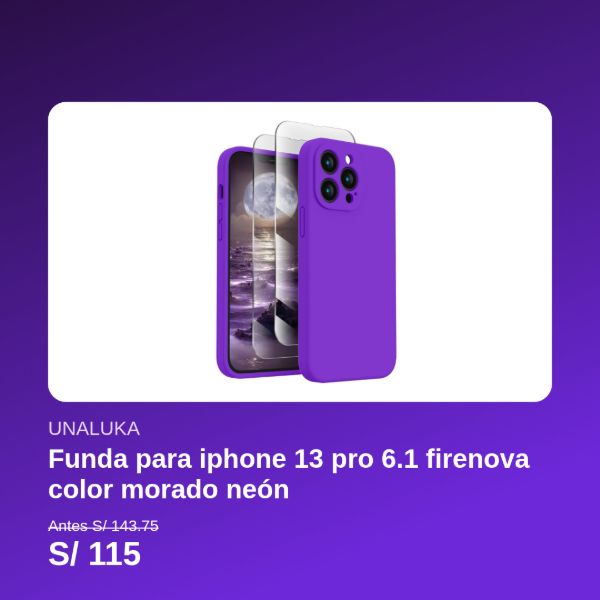 UNALUKA
Funda para iphone 13 pro 6.1 firenova
color morado neón
Antes S/ 143.75
S/ 115